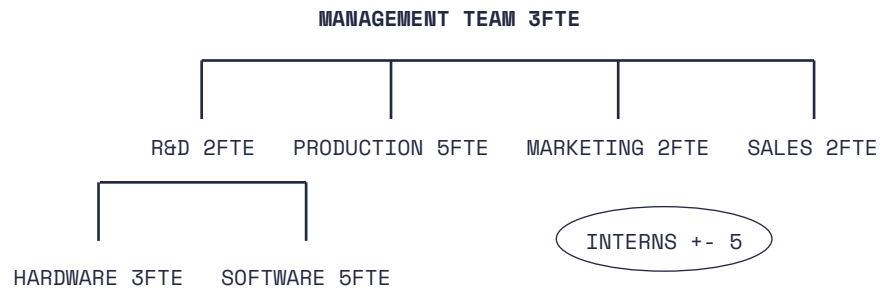 MANAGEMENT TEAM 3FTE
R&D 2FTE
PRODUCTION 5FTE
MARKETING 2FTE
SALES 2FTE
INTERNS +- 5
HARDWARE 3FTE
SOFTWARE 5FTE